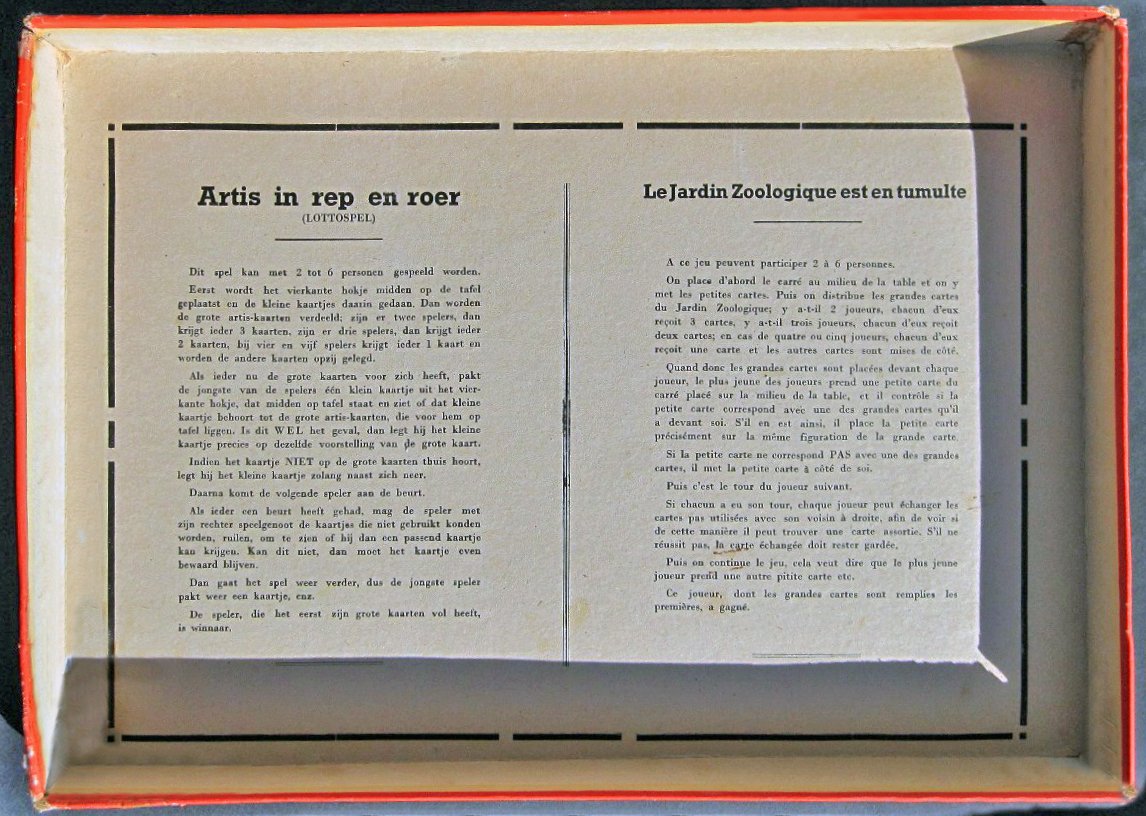 Artis in rep en roer
(LOTTOSPEL)
Dit spel kan met 2 tot 6 personen gespeeld worden.
Eerst wordt het vierkante hokje midden op de tafel
geplaatst en de kleine kaartjes daarin gedaan. Dan worden
de grote artis-kaarten verdeeld; zijn er twee spelers, dan
krijgt ieder 3 kaarten, zijn er drie spelers, dan krijgt ieder
2 kaarten, bij vier en vijf spelers krijgt ieder 1 kaart en
worden de andere kaarten opzij gelegd.
Als ieder nu de grote kaarten voor zich heeft, pakt
de jongste van de spelers één klein kaartje uit het vier-
kante hokje, dat midden op tafel staat en ziet of dat kleine
kaartje behoort tot de grote artis-kaarten, die voor hem op
tafel liggen. Is dit WEL het geval, dan legt hij het kleine
kaartje precies op dezelfde voorstelling van de grote kaart.
Indien het kaartje NIET op de grote kaarten thuis hoort,
legt hij het kleine kaartje zolang naast zich neer.
Daarna komt de volgende speler aan de beurt.
Als ieder een beurt heeft gehad, mag de speler met
zijn rechter speelgenoot de kaartjes die niet gebruikt konden
worden, ruilen, om te zien of hij dan een passend kaartje
kan krijgen. Kan dit niet, dan moet het kaartje even
bewaard blijven.
Dan gaat het spel weer verder, dus de jongste speler
pakt weer een kaartje, enz.
De speler, die het eerst zijn grote kaarten vol heeft,
is winnaar.
Le Jardin Zoologique est en tumulte
A ce jeu peuvent participer 2 à 6 personnes.
On place d'abord le carré au milieu de la table et on y
met les petites cartes. Puis on distribue les grandes cartes
du Jardin Zoologique; y a-t-il 2 joueurs, chacun d'eux
reçoit 3 cartes, y a-t-il trois joueurs, chacun d'eux reçoit
deux cartes; en cas de quatre ou cinq joueurs, chacun d'eux
reçoit une carte et les autres cartes sont mises de côté.
Quand donc les grandes cartes sont placées devant chaque
joueur, le plus jeune des joueurs prend une petite carte du
carré placé sur la milieu de la table, et il contrôle si la
petite carte correspond avec une des grandes cartes qu'il
a devant soi. S'il en est ainsi, il place la petite carte
précisément sur la même figuration de la grande carte.
Si la petite carte ne correspond PAS avec une des grandes
cartes, il met la petite carte à côté de soi.
Puis c'est le tour du joueur suivant.
Si chacun a eu son tour, chaque joueur peut échanger les
cartes pas utilisées avec son voisin à droite, afin de voir si
de cette manière il peut trouver une carte assortie. S'il ne
réussit pas, la carte échangée doit rester gardée.
Puis on continue le jeu, cela veut dire que le plus jeune
joueur prend une autre pitite carte etc.
Ce joueur, dont les grandes cartes sont remplies les
premières, a gagné.